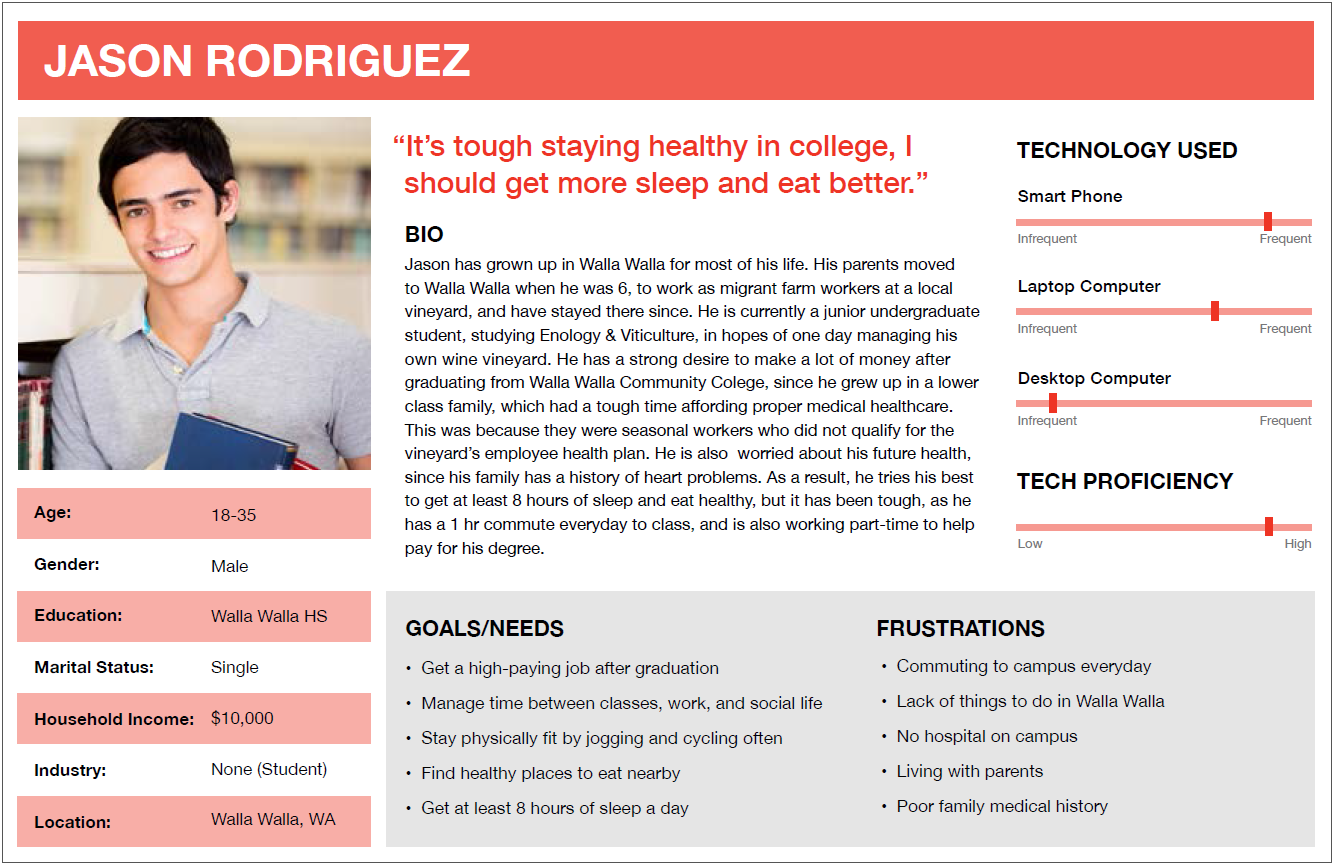 JASON RODRIGUEZ
“It’s tough staying healthy in college, I
should get more sleep and eat better.”
BIO
Jason has grown up in Walla Walla for most of his life. His parents moved
to Walla Walla when he was 6, to work as migrant farm workers at a local
vineyard, and have stayed there since. He is currently a junior undergraduate
student, studying Enology & Viticulture, in hopes of one day managing his
own wine vineyard. He has a strong desire to make a lot of money after
graduating from Walla Walla Community Colege, since he grew up in a lower
class family, which had a tough time affording proper medical healthcare.
This was because they were seasonal workers who did not qualify for the
vineyard’s employee health plan. He is also  worried about his future health,
since his family has a history of heart problems. As a result, he tries his best
to get at least 8 hours of sleep and eat healthy, but it has been tough, as he
has a 1 hr commute everyday to class, and is also working part-time to help
pay for his degree.
TECHNOLOGY USED
Smart Phone
Infrequent Frequent
Laptop Computer
Infrequent Frequent
Desktop Computer
Infrequent Frequent
TECH PROFICIENCY
Low High
Age: 18-35
Gender: Male
Education: Walla Walla HS
Marital Status: Single
Household Income: $10,000
Industry: None (Student)
Location: Walla Walla, WA
GOALS/NEEDS
• Get a high-paying job after graduation
• Manage time between classes, work, and social life
• Stay physically fit by jogging and cycling often
• Find healthy places to eat nearby
• Get at least 8 hours of sleep a day
FRUSTRATIONS
• Commuting to campus everyday
• Lack of things to do in Walla Walla
• No hospital on campus
• Living with parents
• Poor family medical history